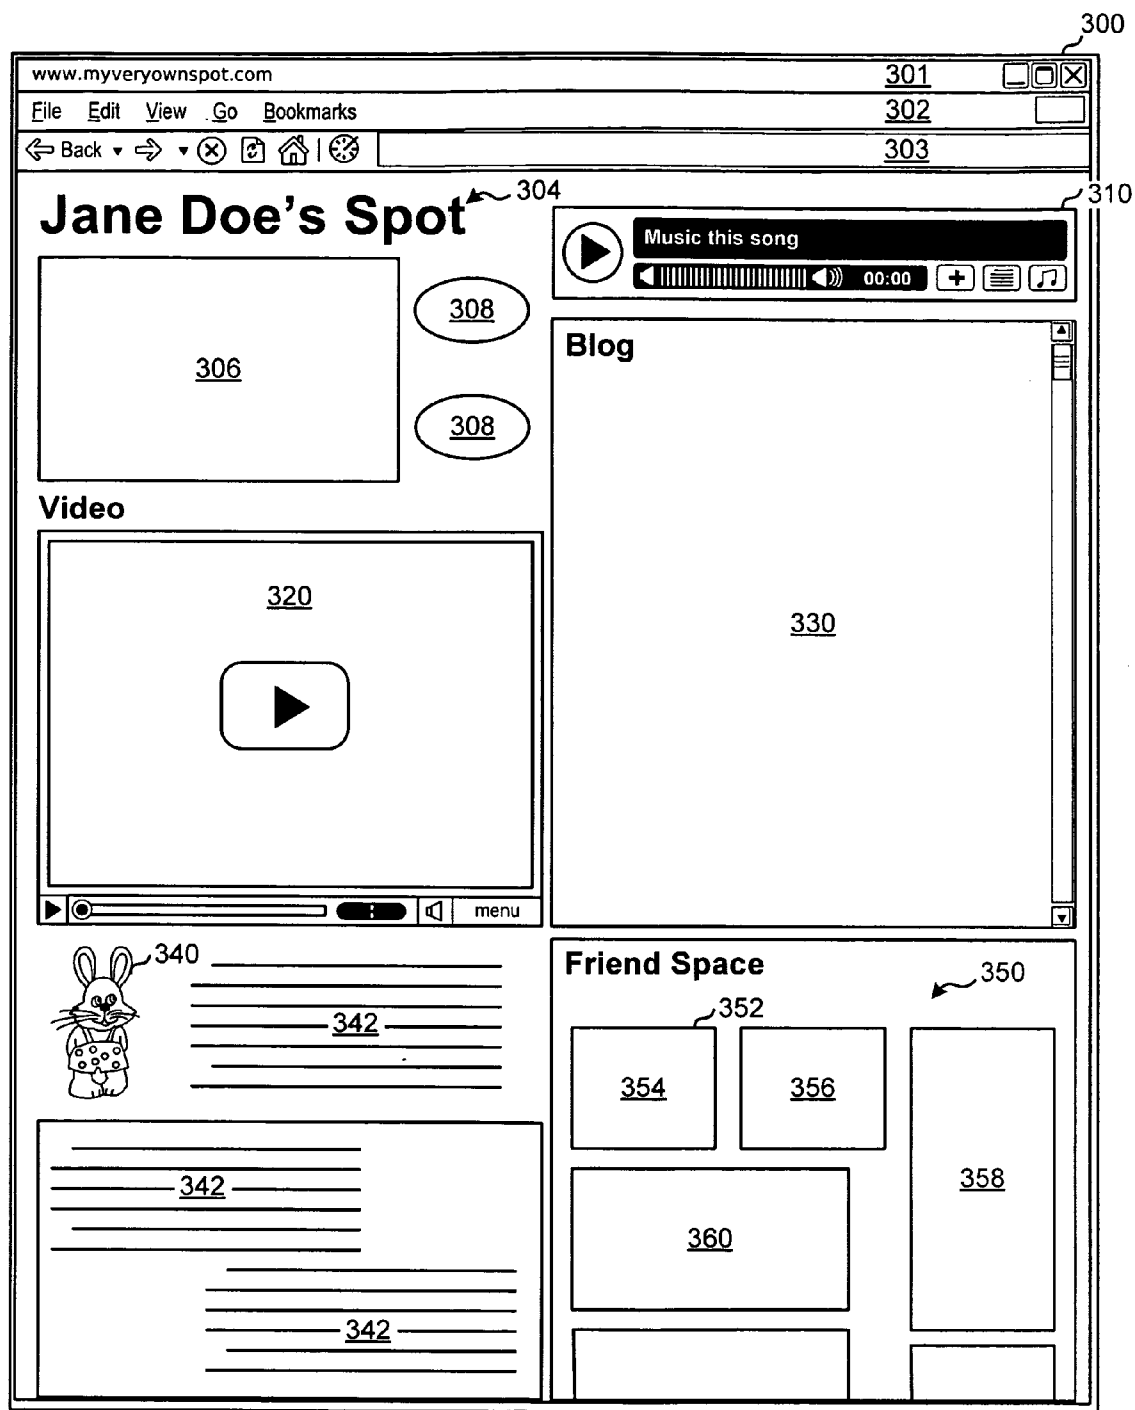 300
www.myveryownspot.com 301
File Edit View Go Bookmarks 302
Back 303
Jane Doe's Spot 304
310
Music this song
00:00
306
308
308
Blog
330
Video
320
menu
340
342
342
342
Friend Space
350
352
354
356
358
360